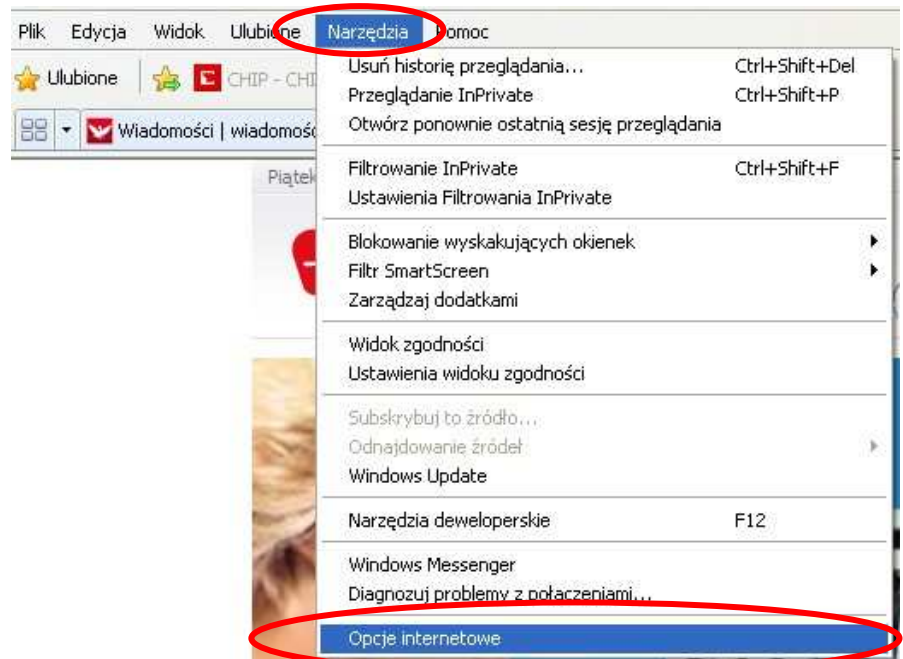 Plik Edycja Widok Ulubione Narzędzia Pomoc
Ulubione CHIP - CHI
Wiadomości | wiadomośc
Piątek
Usuń historię przeglądania... Ctrl+Shift+Del
Przeglądanie InPrivate Ctrl+Shift+P
Otwórz ponownie ostatnią sesję przeglądania
Filtrowanie InPrivate Ctrl+Shift+F
Ustawienia Filtrowania InPrivate
Blokowanie wyskakujących okienek
Filtr SmartScreen
Zarządzaj dodatkami
Widok zgodności
Ustawienia widoku zgodności
Subskrybuj to źródło...
Odnajdowanie źródeł
Windows Update
Narzędzia deweloperskie F12
Windows Messenger
Diagnozuj problemy z połączeniami...
Opcje internetowe